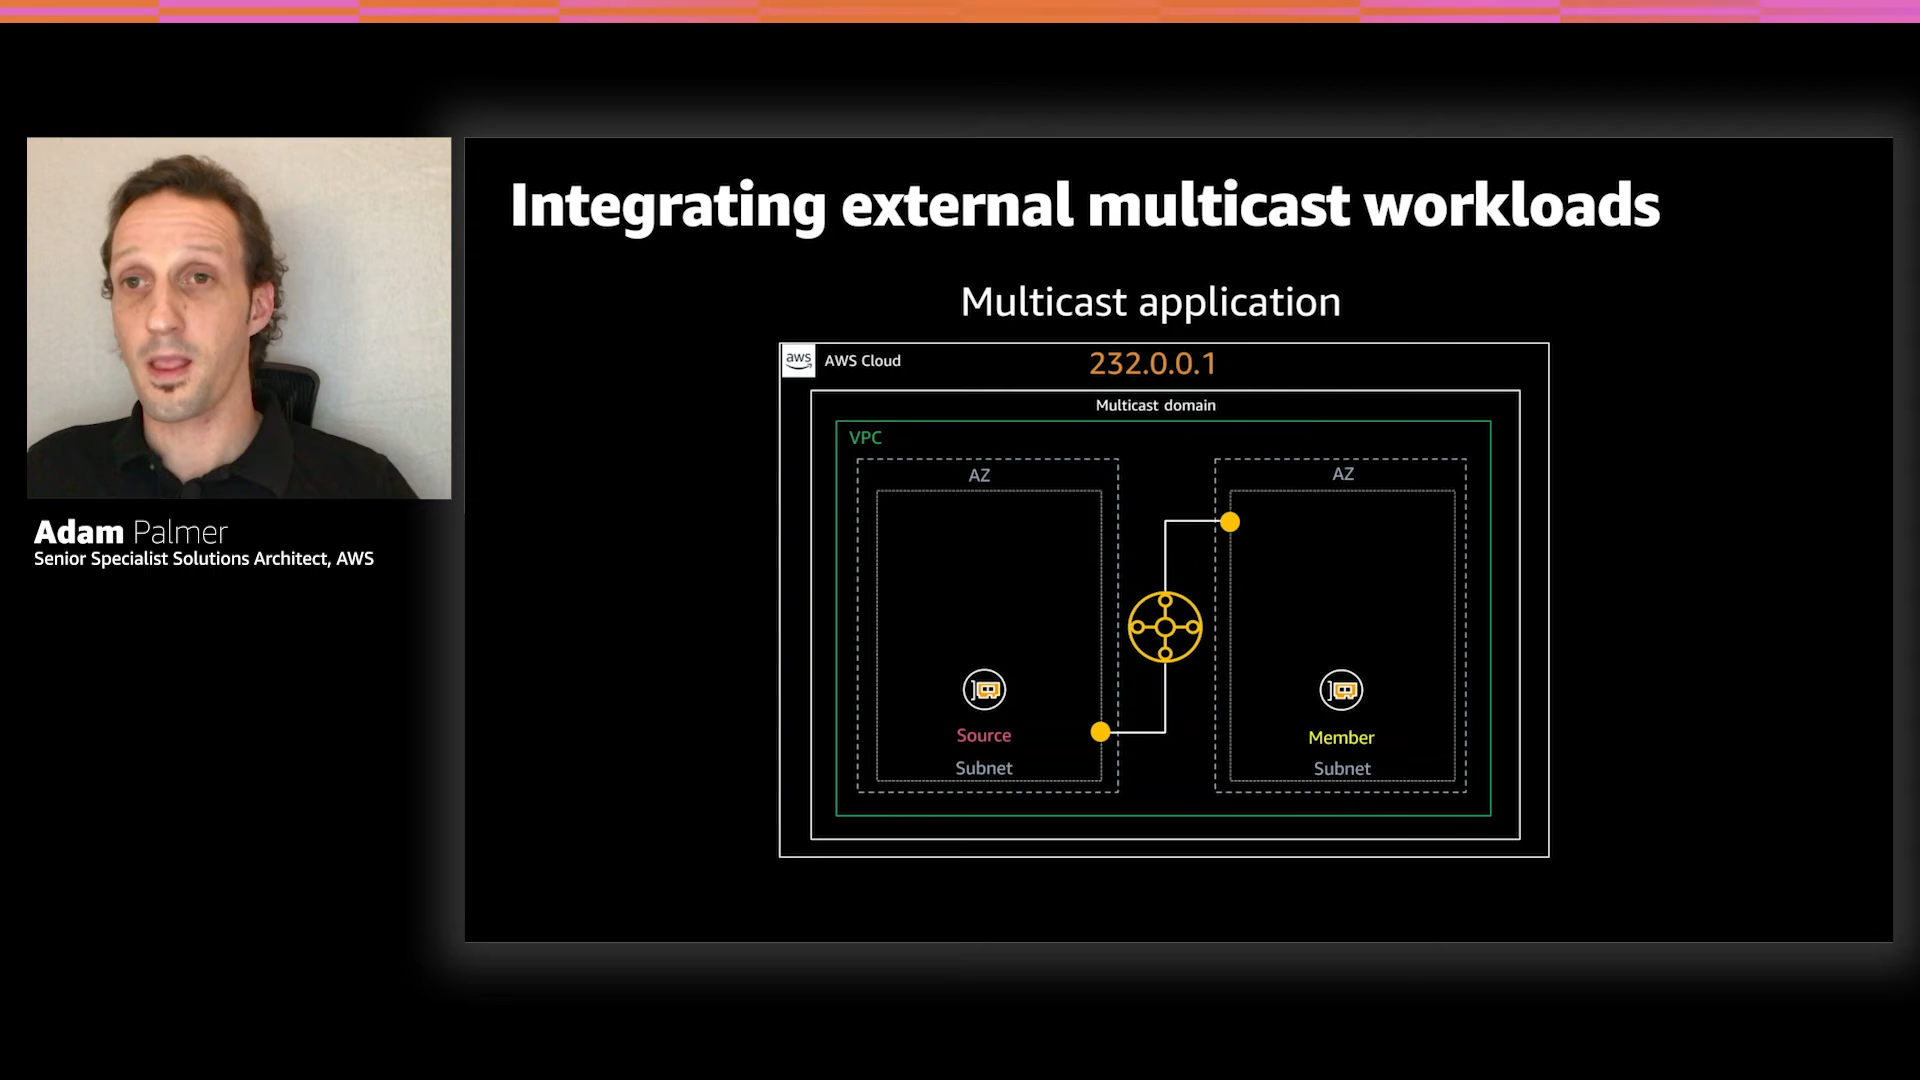 Integrating external multicast workloads
Multicast application
aws
AWS Cloud
232.0.0.1
Multicast domain
VPC
AZ
AZ
Source
Subnet
Member
Subnet
Adam Palmer
Senior Specialist Solutions Architect, AWS